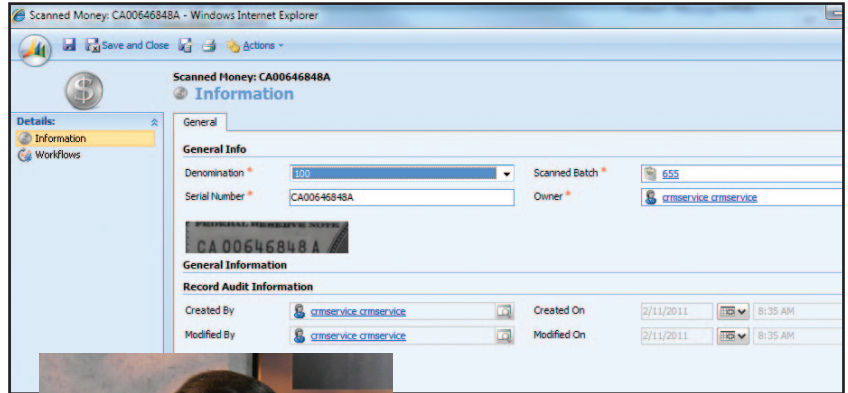 Scanned Money: CA00646848A - Windows Internet Explorer
Save and Close Actions
Scanned Money: CA00646848A
Information
Details:
Information
Workflows
General
General Info
Denomination * 100 Scanned Batch * 655
Serial Number * CA00646848A Owner * crmservice crmservice
FEDERAL RESERVE NOTE
CA 00646848 A
General Information
Record Audit Information
Created By crmservice crmservice Created On 2/11/2011 8:35 AM
Modified By crmservice crmservice Modified On 2/11/2011 8:35 AM